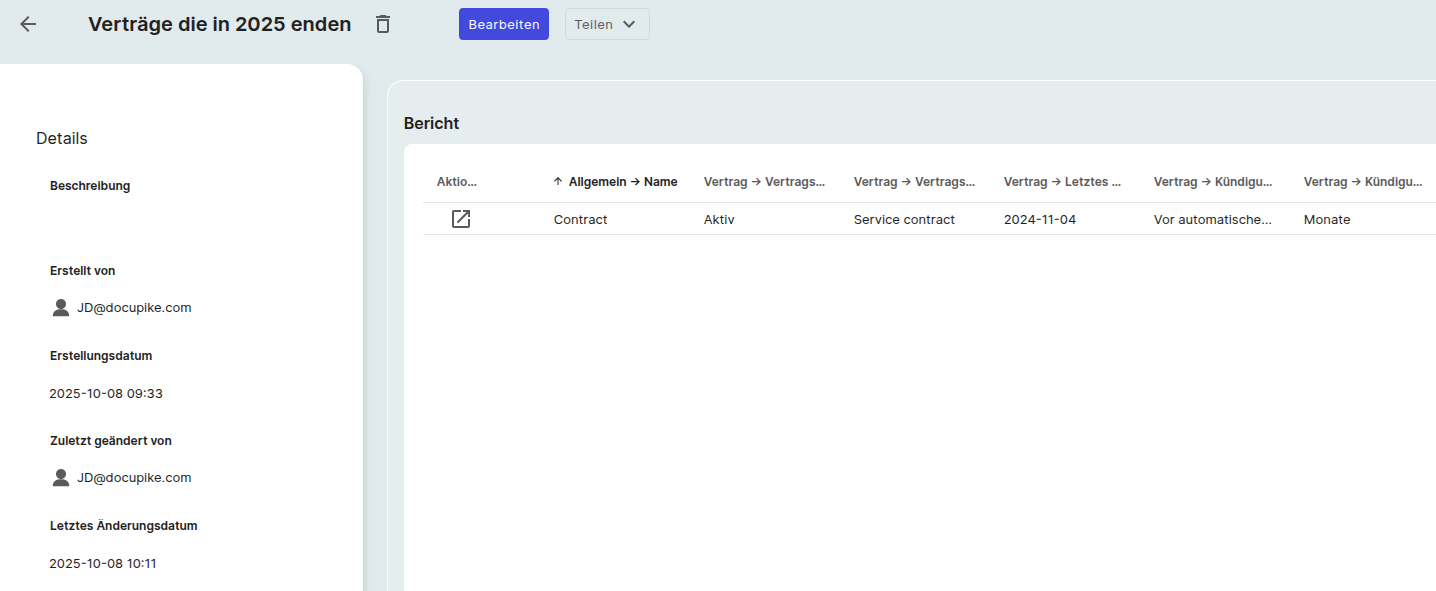 Verträge die in 2025 enden
Bearbeiten
Teilen
Details
Beschreibung
Erstellt von
JD@docupike.com
Erstellungsdatum
2025-10-08 09:33
Zuletzt geändert von
JD@docupike.com
Letztes Änderungsdatum
2025-10-08 10:11
Bericht
Aktio... ↑ Allgemein → Name Vertrag → Vertrags... Vertrag → Vertrags... Vertrag → Letztes ... Vertrag → Kündigu... Vertrag → Kündigu...
Contract Aktiv Service contract 2024-11-04 Vor automatische... Monate